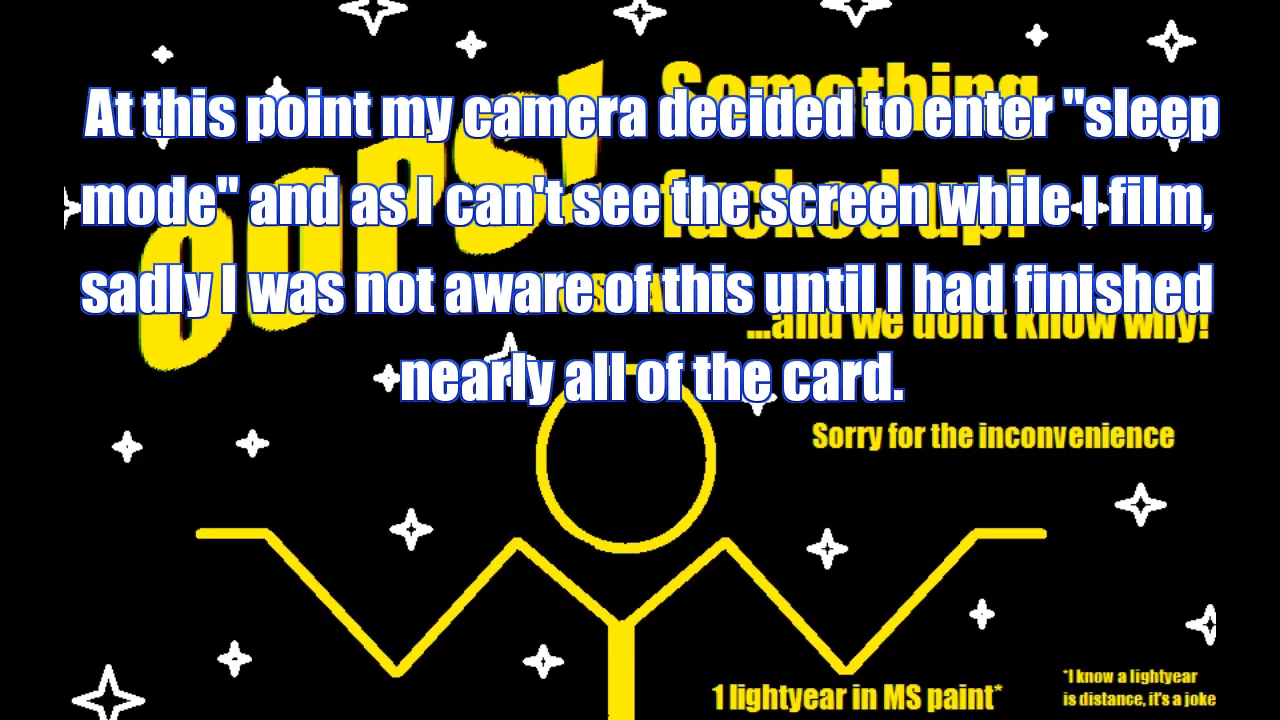 At this point my camera decided to enter "sleep
mode" and as I can't see the screen while I film,
sadly I was not aware of this until I had finished
nearly all of the card.
OOPS!
Something
fucked up!
...and we don't know why!
Sorry for the inconvenience
1 lightyear in MS paint*
*I know a lightyear
is distance, it's a joke